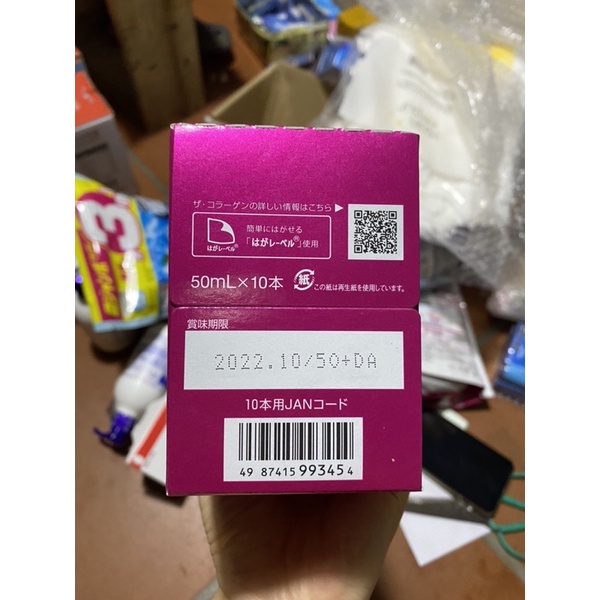 ザ・コラーゲンの詳しい情報はこちら▶
はがレーベル®
簡単にはがせる
「はがレーベル®」使用
50mL×10本
紙
この紙は再生紙を使用しています。
賞味期限
2022.10/50+DA
10本用JANコード
49 87415 99345 4
3